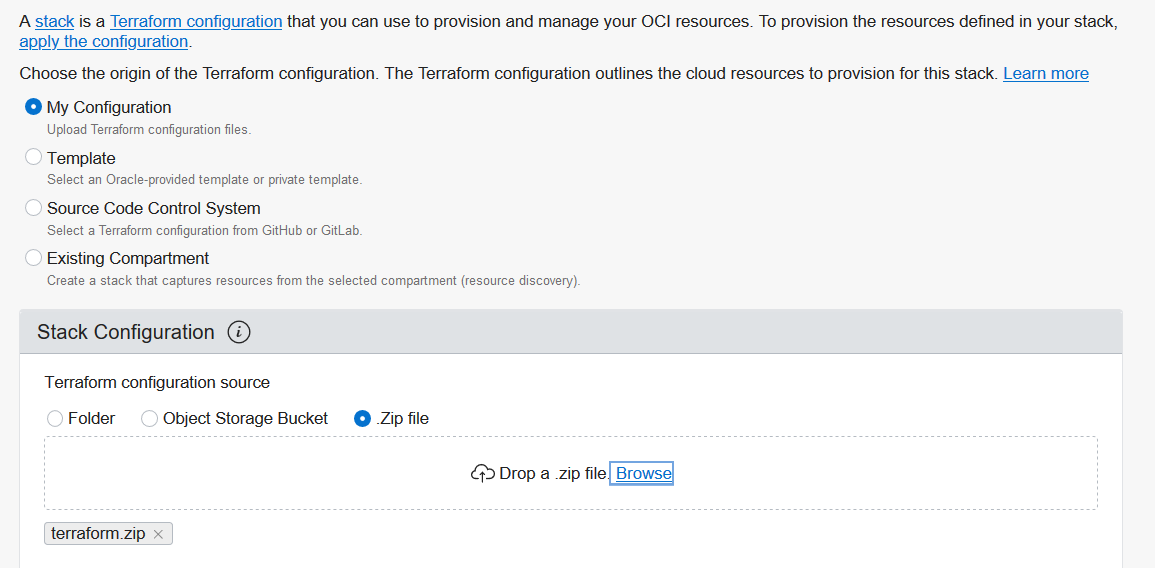 A stack is a Terraform configuration that you can use to provision and manage your OCI resources. To provision the resources defined in your stack,
apply the configuration.
Choose the origin of the Terraform configuration. The Terraform configuration outlines the cloud resources to provision for this stack. Learn more
My Configuration
Upload Terraform configuration files.
Template
Select an Oracle-provided template or private template.
Source Code Control System
Select a Terraform configuration from GitHub or GitLab.
Existing Compartment
Create a stack that captures resources from the selected compartment (resource discovery).
Stack Configuration i
Terraform configuration source
Folder Object Storage Bucket .Zip file
Drop a .zip file. Browse
terraform.zip ×